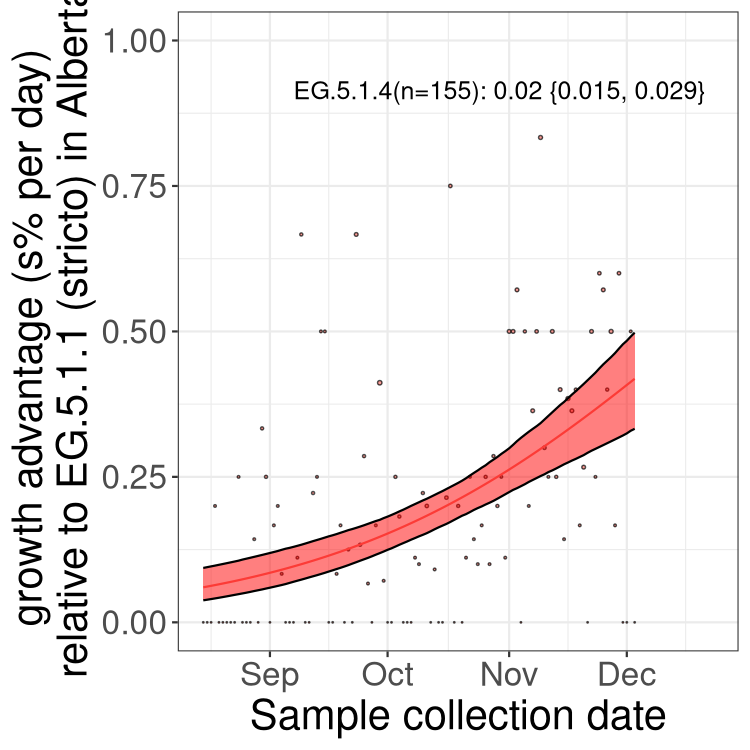 growth advantage (s% per day)
relative to EG.5.1.1 (stricto) in Alberta
1.00
0.75
0.50
0.25
0.00
EG.5.1.4(n=155): 0.02 {0.015, 0.029}
Sep Oct Nov Dec
Sample collection date